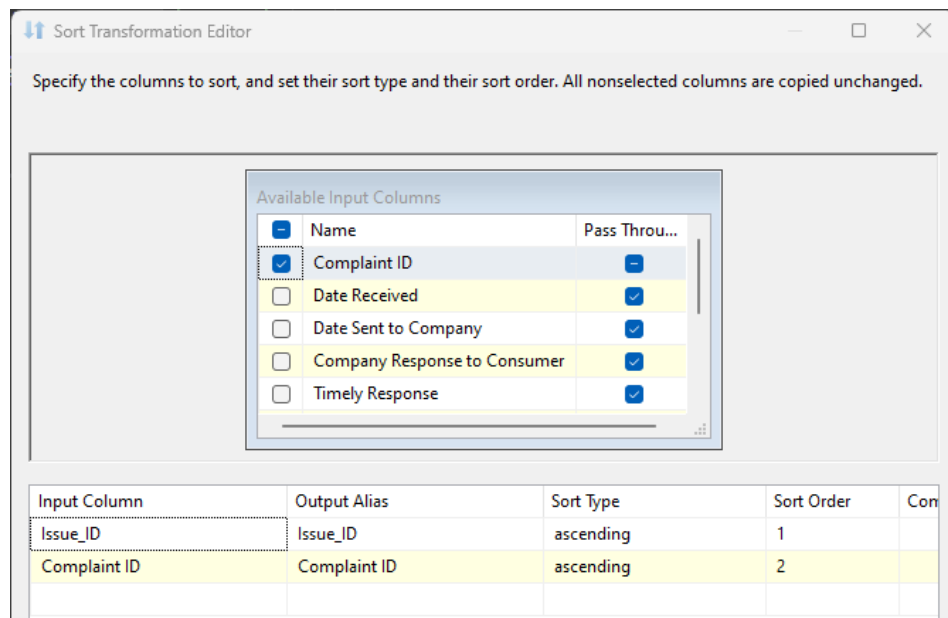 Sort Transformation Editor
Specify the columns to sort, and set their sort type and their sort order. All nonselected columns are copied unchanged.
Available Input Columns
Name Pass Throu...
Complaint ID
Date Received
Date Sent to Company
Company Response to Consumer
Timely Response
Input Column Output Alias Sort Type Sort Order Com
Issue_ID Issue_ID ascending 1
Complaint ID Complaint ID ascending 2